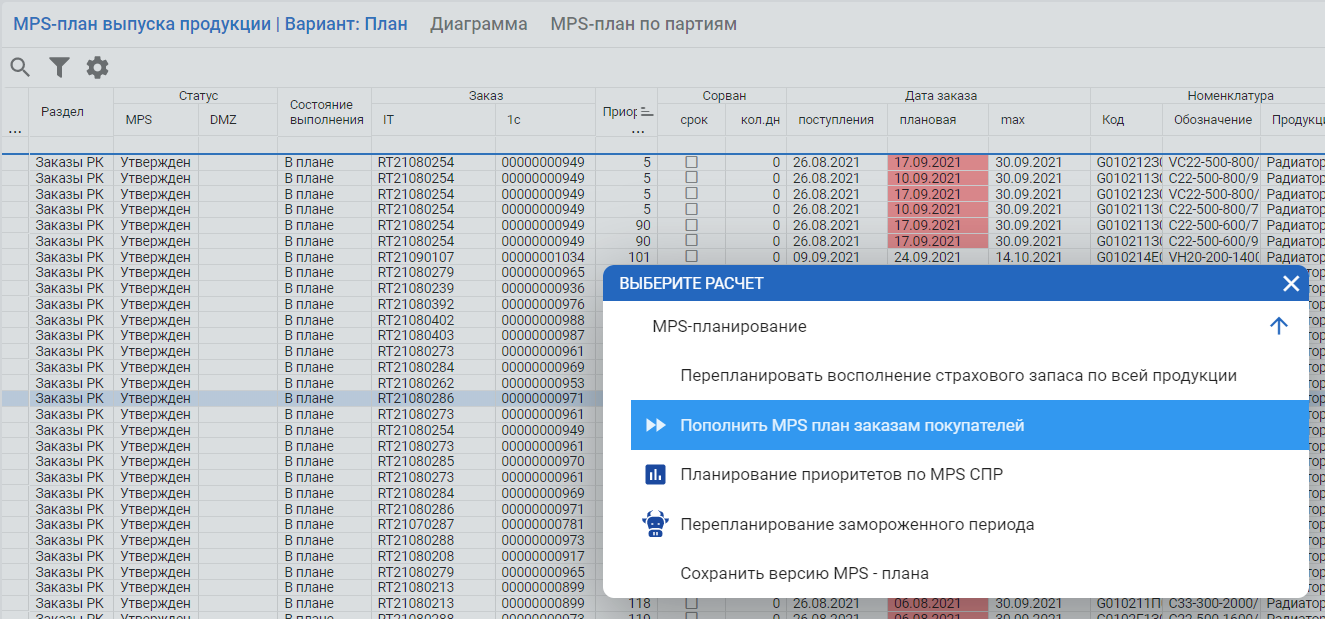 MPS-план выпуска продукции | Вариант: План Диаграмма MPS-план по партиям
Статус Заказ Сорван Дата заказа Номенклатура
Раздел MPS DMZ Состояние выполнения IT 1c Приор срок кол.дн поступления плановая max Код Обозначение Продукци
... ...
Заказы РК Утвержден В плане RT21080254 00000000949 5 0 26.08.2021 17.09.2021 30.09.2021 G01021230 VC22-500-800/ Радиатор
Заказы РК Утвержден В плане RT21080254 00000000949 5 0 26.08.2021 10.09.2021 30.09.2021 G01021130 C22-500-800/9 Радиатор
Заказы РК Утвержден В плане RT21080254 00000000949 5 0 26.08.2021 17.09.2021 30.09.2021 G01021230 VC22-500-800/ Радиатор
Заказы РК Утвержден В плане RT21080254 00000000949 5 0 26.08.2021 10.09.2021 30.09.2021 G01021130 C22-500-800/7 Радиатор
Заказы РК Утвержден В плане RT21080254 00000000949 90 0 26.08.2021 17.09.2021 30.09.2021 G01021130 C22-500-600/7 Радиатор
Заказы РК Утвержден В плане RT21080254 00000000949 90 0 26.08.2021 17.09.2021 30.09.2021 G01021130 C22-500-600/9 Радиатор
Заказы РК Утвержден В плане RT21090107 00000001034 101 0 09.09.2021 24.09.2021 14.10.2021 G010214E0 VH20-200-1400 Радиатор
Заказы РК Утвержден В плане RT21080279 00000000965
Заказы РК Утвержден В плане RT21080239 00000000936
Заказы РК Утвержден В плане RT21080392 00000000976
Заказы РК Утвержден В плане RT21080402 00000000988
Заказы РК Утвержден В плане RT21080403 00000000987
Заказы РК Утвержден В плане RT21080273 00000000961
Заказы РК Утвержден В плане RT21080284 00000000969
Заказы РК Утвержден В плане RT21080262 00000000953
Заказы РК Утвержден В плане RT21080286 00000000971
Заказы РК Утвержден В плане RT21080273 00000000961
Заказы РК Утвержден В плане RT21080254 00000000949
Заказы РК Утвержден В плане RT21080273 00000000961
Заказы РК Утвержден В плане RT21080285 00000000970
Заказы РК Утвержден В плане RT21080273 00000000961
Заказы РК Утвержден В плане RT21080284 00000000969
Заказы РК Утвержден В плане RT21080286 00000000971
Заказы РК Утвержден В плане RT21070287 00000000781
Заказы РК Утвержден В плане RT21080288 00000000973
Заказы РК Утвержден В плане RT21080208 00000000917
Заказы РК Утвержден В плане RT21080279 00000000965
Заказы РК Утвержден В плане RT21080213 00000000899
Заказы РК Утвержден В плане RT21080213 00000000899 118 0 26.08.2021 06.08.2021 30.09.2021 G010211П C33-300-2000/ Радиатор
Заказы РК Утвержден В плане RT21080288 00000000973
ВЫБЕРИТЕ РАСЧЕТ
MPS-планирование
Перепланировать восполнение страхового запаса по всей продукции
Пополнить MPS план заказам покупателей
Планирование приоритетов по MPS СПР
Перепланирование замороженного периода
Сохранить версию MPS - плана